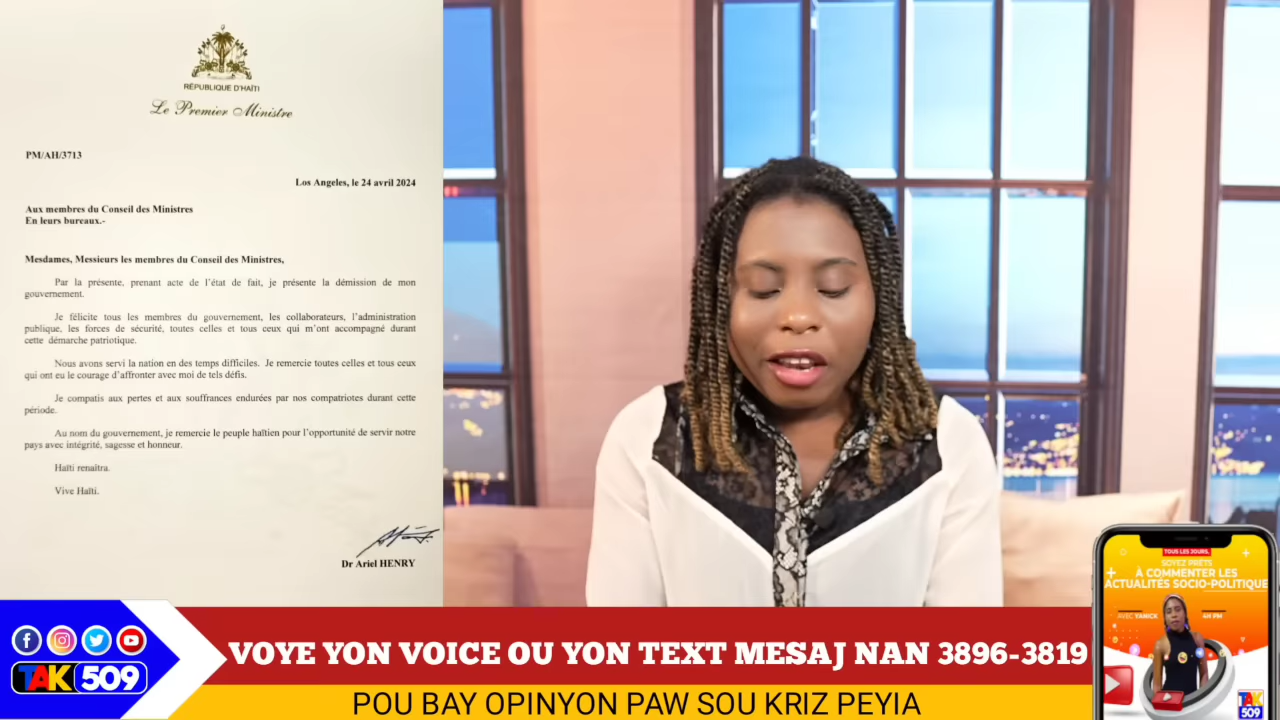 RÉPUBLIQUE D'HAÏTI
Le Premier Ministre
PM/AH/3713
Los Angeles, le 24 avril 2024
Aux membres du Conseil des Ministres
En leurs bureaux.-
Mesdames, Messieurs les membres du Conseil des Ministres,
Par la présente, prenant acte de l'état de fait, je présente la démission de mon
gouvernement.
Je félicite tous les membres du gouvernement, les collaborateurs, l'administration
publique, les forces de sécurité, toutes celles et tous ceux qui m'ont accompagné durant
cette démarche patriotique.
Nous avons servi la nation en des temps difficiles. Je remercie toutes celles et tous ceux
qui ont eu le courage d'affronter avec moi de tels défis.
Je compatis aux pertes et aux souffrances endurées par nos compatriotes durant cette
période.
Au nom du gouvernement, je remercie le peuple haïtien pour l'opportunité de servir notre
pays avec intégrité, sagesse et honneur.
Haïti renaîtra.
Vive Haïti.
Dr Ariel HENRY
TAK 509
VOYE YON VOICE OU YON TEXT MESAJ NAN 3896-3819
POU BAY OPINYON PAW SOU KRIZ PEYIA
TOUS LES JOURS,
SOYEZ PRÊTS
À COMMENTER LES
ACTUALITÉS SOCIO-POLITIQUE
AVEC YANICK
4H PM
TAK
509